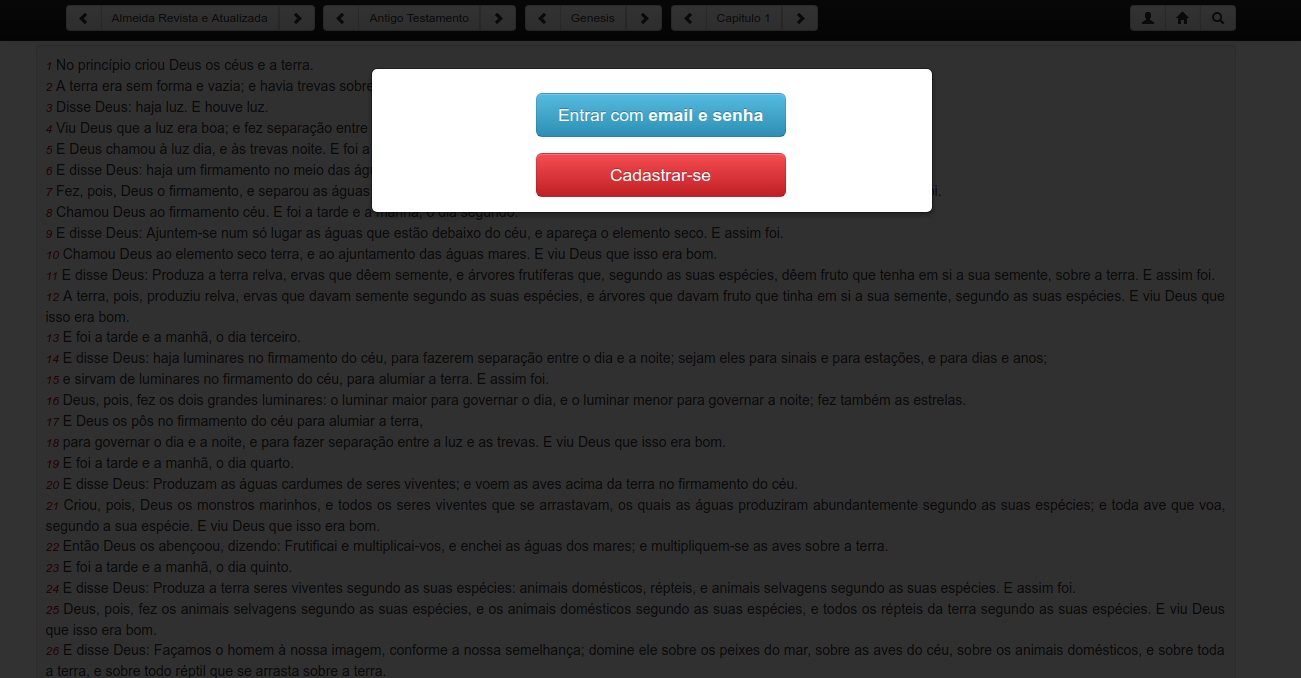 Almeida Revista e Atualizada
Antigo Testamento
Genesis
Capítulo 1
1 No princípio criou Deus os céus e a terra.
2 A terra era sem forma e vazia; e havia trevas sobre
3 Disse Deus: haja luz. E houve luz.
4 Viu Deus que a luz era boa; e fez separação entre
5 E Deus chamou à luz dia, e às trevas noite. E foi a
6 E disse Deus: haja um firmamento no meio das
7 Fez, pois, Deus o firmamento, e separou as águas
8 Chamou Deus ao firmamento céu. E foi a tarde e a manhã, o dia segundo.
Entrar com email e senha
Cadastrar-se
9 E disse Deus: Ajuntem-se num só lugar as águas que estão debaixo do céu, e apareça o elemento seco. E assim foi.
10 Chamou Deus ao elemento seco terra, e ao ajuntamento das águas mares. E viu Deus que isso era bom.
11 E disse Deus: Produza a terra relva, ervas que dêem semente, e árvores frutíferas que, segundo as suas espécies, dêem fruto que tenha em si a sua semente, sobre a terra. E assim foi.
12 A terra, pois, produziu relva, ervas que davam semente segundo as suas espécies, e árvores que davam fruto que tinha em si a sua semente, segundo as suas espécies. E viu Deus que
isso era bom.
13 E foi a tarde e a manhã, o dia terceiro.
14 E disse Deus: haja luminares no firmamento do céu, para fazerem separação entre o dia e a noite; sejam eles para sinais e para estações, e para dias e anos;
15 e sirvam de luminares no firmamento do céu, para alumiar a terra. E assim foi.
16 Deus, pois, fez os dois grandes luminares: o luminar maior para governar o dia, e o luminar menor para governar a noite; fez também as estrelas.
17 E Deus os pôs no firmamento do céu para alumiar a terra,
18 para governar o dia e a noite, e para fazer separação entre a luz e as trevas. E viu Deus que isso era bom.
19 E foi a tarde e a manhã, o dia quarto.
20 E disse Deus: Produzam as águas cardumes de seres viventes; e voem as aves acima da terra no firmamento do céu.
21 Criou, pois, Deus os monstros marinhos, e todos os seres viventes que se arrastavam, os quais as águas produziram abundantemente segundo as suas espécies; e toda ave que voa,
segundo a sua espécie. E viu Deus que isso era bom.
22 Então Deus os abençoou, dizendo: Frutificai e multiplicai-vos, e enchei as águas dos mares; e multipliquem-se as aves sobre a terra.
23 E foi a tarde e a manhã, o dia quinto.
24 E disse Deus: Produza a terra seres viventes segundo as suas espécies: animais domésticos, répteis, e animais selvagens segundo as suas espécies. E assim foi.
25 Deus, pois, fez os animais selvagens segundo as suas espécies, e os animais domésticos segundo as suas espécies, e todos os répteis da terra segundo as suas espécies. E viu Deus
que isso era bom.
26 E disse Deus: Façamos o homem à nossa imagem, conforme a nossa semelhança; domine ele sobre os peixes do mar, sobre as aves do céu, sobre os animais domésticos, e sobre toda
a terra, e sobre todo réptil que se arrasta sobre a terra.